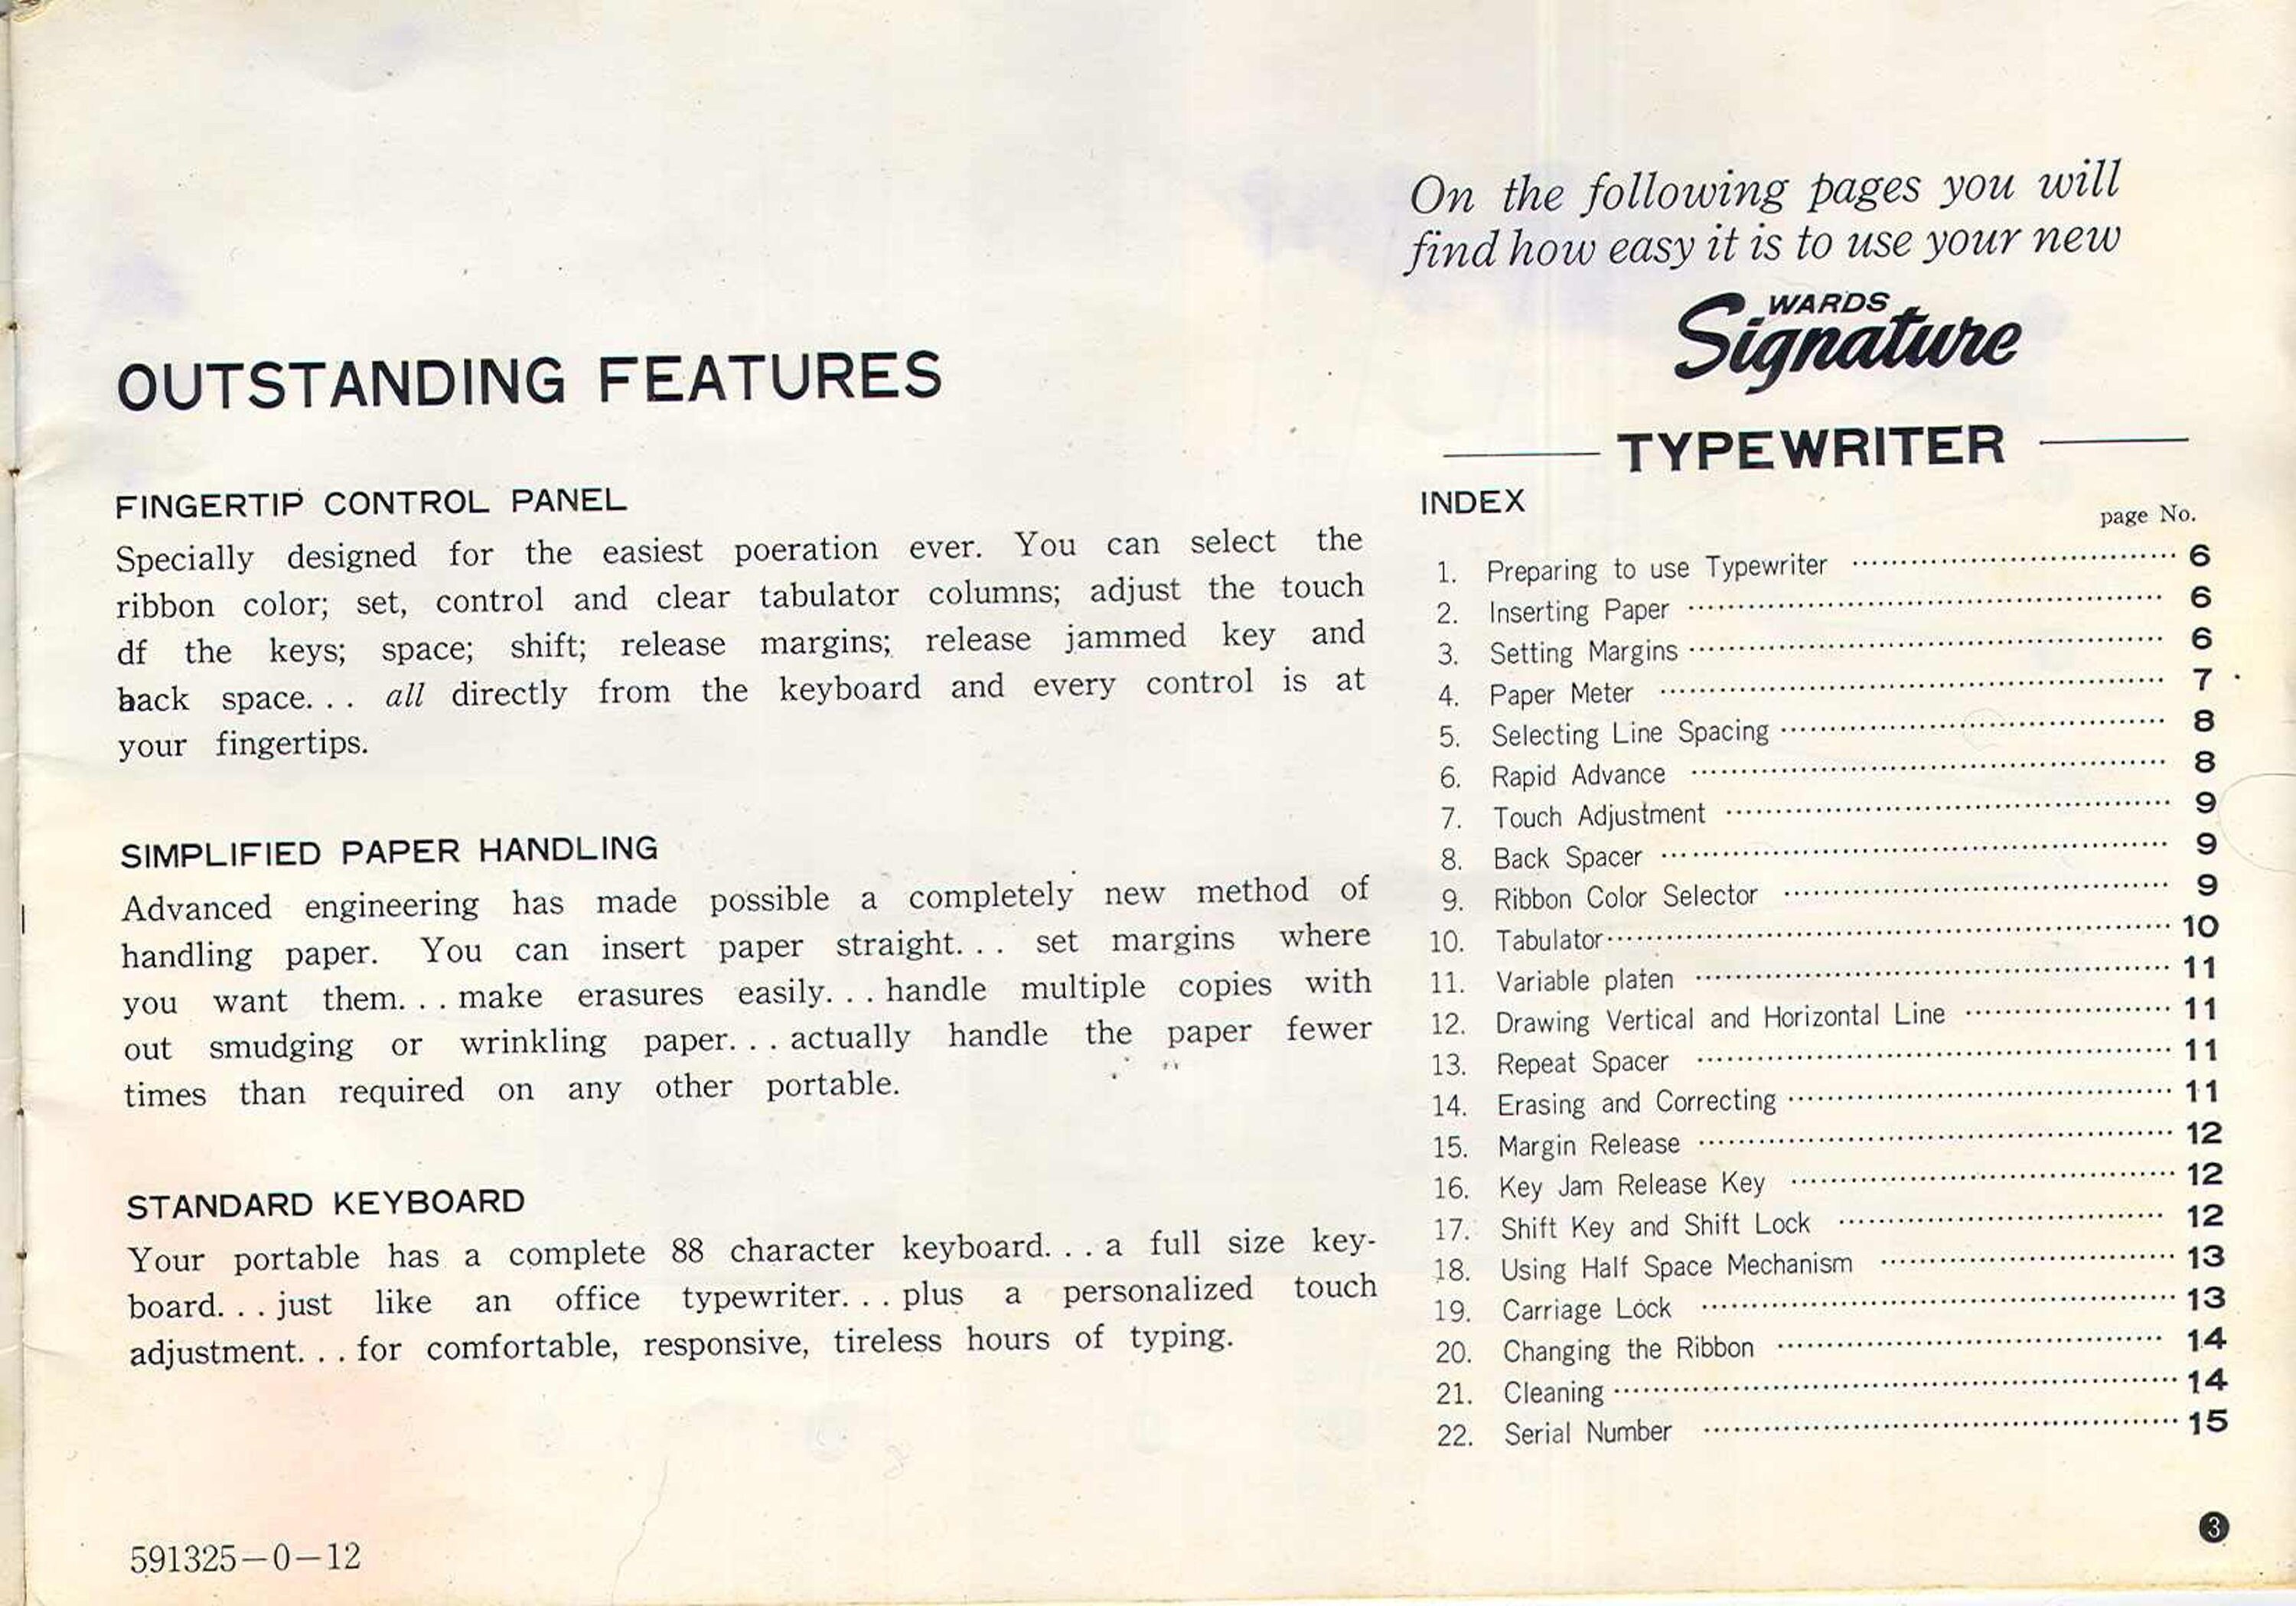 OUTSTANDING FEATURES
FINGERTIP CONTROL PANEL
Specially designed for the easiest poeration ever. You can select the
ribbon color; set, control and clear tabulator columns; adjust the touch
df the keys; space; shift; release margins; release jammed key and
back space... all directly from the keyboard and every control is at
your fingertips.
SIMPLIFIED PAPER HANDLING
Advanced engineering has made possible a completely new method of
handling paper. You can insert paper straight... set margins where
you want them... make erasures easily... handle multiple copies with
out smudging or wrinkling paper... actually handle the paper fewer
times than required on any other portable.
STANDARD KEYBOARD
Your portable has a complete 88 character keyboard... a full size key-
board... just like an office typewriter... plus a personalized touch
adjustment... for comfortable, responsive, tireless hours of typing.
591325-0-12
On the following pages you will
find how easy it is to use your new
WARDS
Signature
TYPEWRITER
INDEX
page No.
1. Preparing to use Typewriter 6
2. Inserting Paper 6
3. Setting Margins 6
4. Paper Meter 7
5. Selecting Line Spacing 8
6. Rapid Advance 8
7. Touch Adjustment 9
8. Back Spacer 9
9. Ribbon Color Selector 9
10. Tabulator 10
11. Variable platen 11
12. Drawing Vertical and Horizontal Line 11
13. Repeat Spacer 11
14. Erasing and Correcting 11
15. Margin Release 12
16. Key Jam Release Key 12
17. Shift Key and Shift Lock 12
18. Using Half Space Mechanism 13
19. Carriage Lock 13
20. Changing the Ribbon 14
21. Cleaning 14
22. Serial Number 15
3